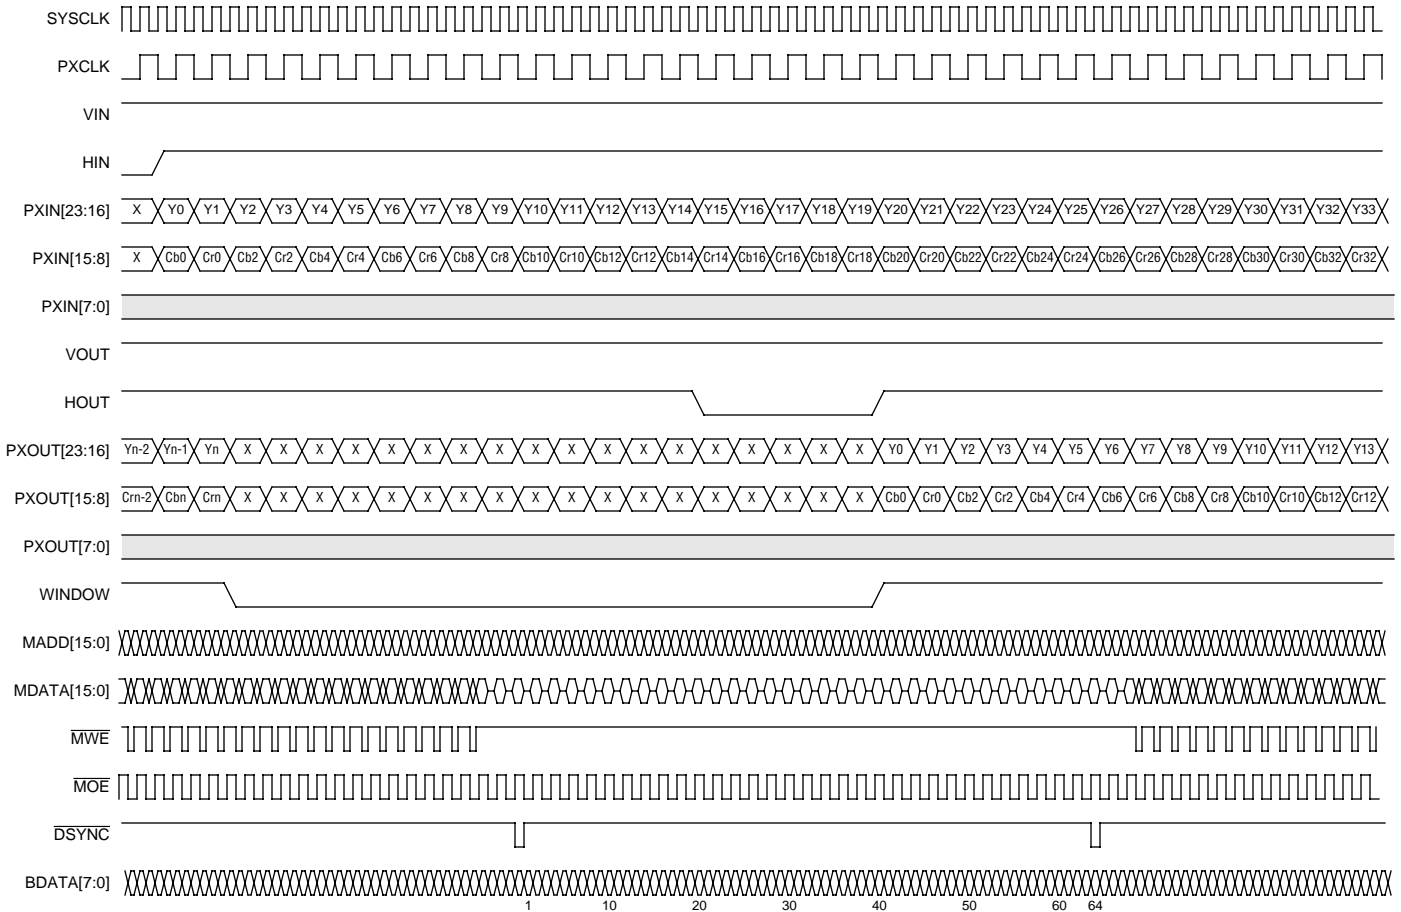 SYSCLK
PXCLK
VIN
HIN
PXIN[23:16] X Y0 Y1 Y2 Y3 Y4 Y5 Y6 Y7 Y8 Y9 Y10 Y11 Y12 Y13 Y14 Y15 Y16 Y17 Y18 Y19 Y20 Y21 Y22 Y23 Y24 Y25 Y26 Y27 Y28 Y29 Y30 Y31 Y32 Y33
PXIN[15:8] X Cb0 Cr0 Cb2 Cr2 Cb4 Cr4 Cb6 Cr6 Cb8 Cr8 Cb10 Cr10 Cb12 Cr12 Cb14 Cr14 Cb16 Cr16 Cb18 Cr18 Cb20 Cr20 Cb22 Cr22 Cb24 Cr24 Cb26 Cr26 Cb28 Cr28 Cb30 Cr30 Cb32 Cr32
PXIN[7:0]
VOUT
HOUT
PXOUT[23:16] Yn-2 Yn-1 Yn X X X X X X X X X X X X X X X X X X Y0 Y1 Y2 Y3 Y4 Y5 Y6 Y7 Y8 Y9 Y10 Y11 Y12 Y13
PXOUT[15:8] Crn-2 Cbn Crn X X X X X X X X X X X X X X X X X X Cb0 Cr0 Cb2 Cr2 Cb4 Cr4 Cb6 Cr6 Cb8 Cr8 Cb10 Cr10 Cb12 Cr12
PXOUT[7:0]
WINDOW
MADD[15:0]
MDATA[15:0]
MWE
MOE
DSYNC
BDATA[7:0]
1 10 20 30 40 50 60 64